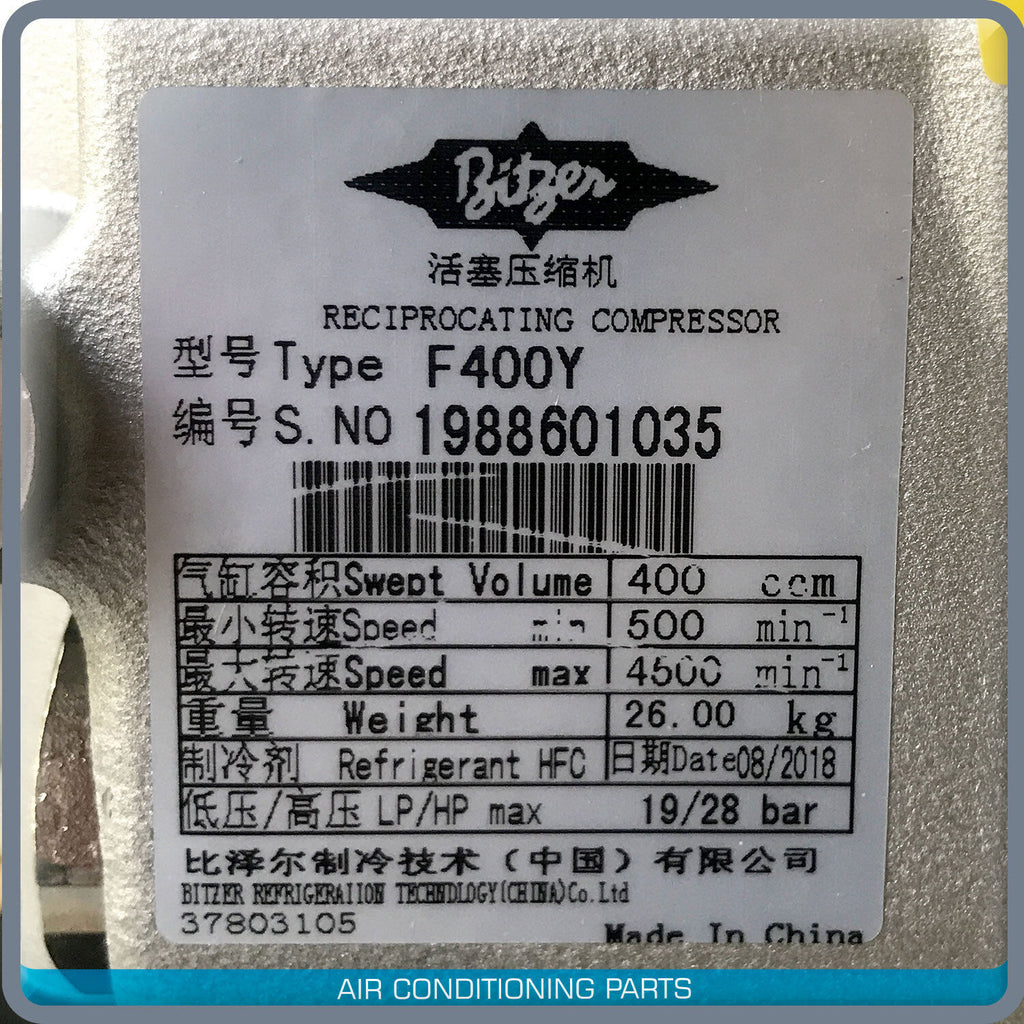 Bitzer
活塞压缩机
RECIPROCATING COMPRESSOR
型号 Type F400Y
编号 S. NO 1988601035
气缸容积 Swept Volume 400 ccm
最小转速 Speed min 500 min⁻¹
最大转速 Speed max 4500 min⁻¹
重量 Weight 26.00 kg
制冷剂 Refrigerant HFC 日期 Date 08/2018
低压/高压 LP/HP max 19/28 bar
比泽尔制冷技术（中国）有限公司
BITZER REFRIGERAIION TECHNDLOGY(CHINA)Co.Ltd
37803105
Made In China
AIR CONDITIONING PARTS